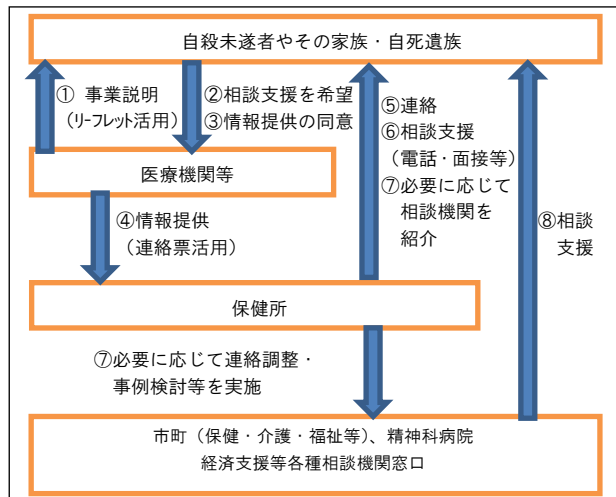 自殺未遂者やその家族・自死遺族
① 事業説明
(リーフレット活用)
②相談支援を希望
③情報提供の同意
⑤連絡
⑥相談支援
（電話・面接等）
⑦必要に応じて
相談機関を
紹介
医療機関等
④情報提供
（連絡票活用）
⑧相談
支援
保健所
⑦必要に応じて連絡調整・
事例検討等を実施
市町（保健・介護・福祉等）、精神科病院
経済支援等各種相談機関窓口